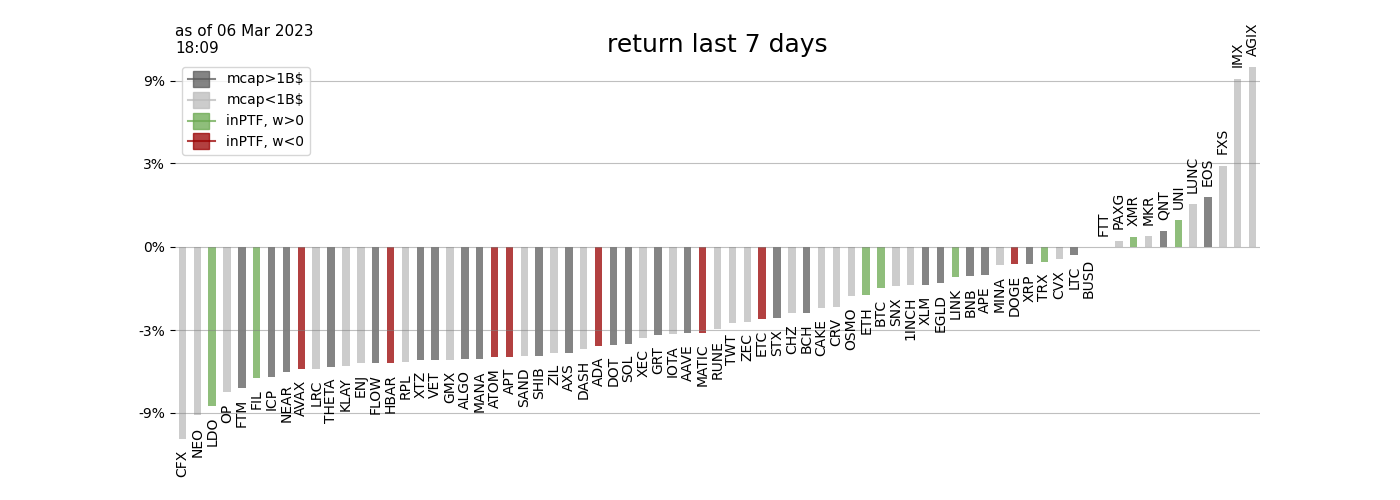 as of 06 Mar 2023
18:09
return last 7 days
mcap>1B$
mcap<1B$
inPTF, w>0
inPTF, w<0
9%
3%
0%
-3%
-9%
CFX
NEO
LDO
OP
FTM
FIL
ICP
NEAR
AVAX
LRC
THETA
KLAY
ENJ
FLOW
HBAR
RPL
XTZ
VET
GMX
ALGO
MANA
ATOM
APT
SAND
SHIB
ZIL
AXS
DASH
ADA
DOT
SOL
XEC
GRT
IOTA
AAVE
MATIC
RUNE
TWT
ZEC
ETC
STX
CHZ
BCH
CAKE
CRV
OSMO
ETH
BTC
SNX
1INCH
XLM
EGLD
LINK
BNB
APE
MINA
DOGE
XRP
TRX
CVX
LTC
BUSD
FTT
PAXG
XMR
MKR
QNT
UNI
LUNC
EOS
FXS
IMX
AGIX